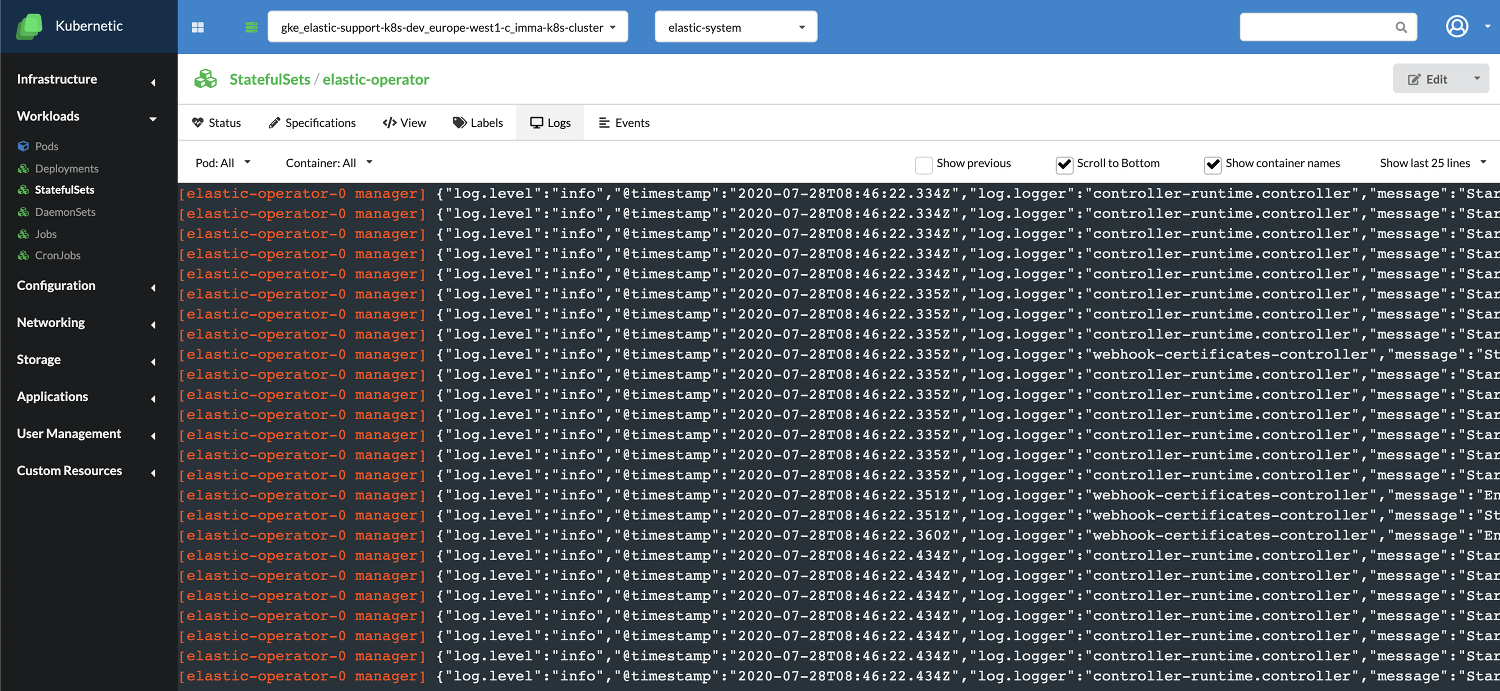 Kubernetic
gke_elastic-support-k8s-dev_europe-west1-c_imma-k8s-cluster
elastic-system
Infrastructure
Workloads
Pods
Deployments
StatefulSets
DaemonSets
Jobs
CronJobs
Configuration
Networking
Storage
Applications
User Management
Custom Resources
StatefulSets / elastic-operator
Edit
Status Specifications View Labels Logs Events
Pod: All Container: All Show previous Scroll to Bottom Show container names Show last 25 lines
[elastic-operator-0 manager] {"log.level":"info","@timestamp":"2020-07-28T08:46:22.334Z","log.logger":"controller-runtime.controller","message":"Star
[elastic-operator-0 manager] {"log.level":"info","@timestamp":"2020-07-28T08:46:22.334Z","log.logger":"controller-runtime.controller","message":"Star
[elastic-operator-0 manager] {"log.level":"info","@timestamp":"2020-07-28T08:46:22.334Z","log.logger":"controller-runtime.controller","message":"Star
[elastic-operator-0 manager] {"log.level":"info","@timestamp":"2020-07-28T08:46:22.334Z","log.logger":"controller-runtime.controller","message":"Star
[elastic-operator-0 manager] {"log.level":"info","@timestamp":"2020-07-28T08:46:22.334Z","log.logger":"controller-runtime.controller","message":"Star
[elastic-operator-0 manager] {"log.level":"info","@timestamp":"2020-07-28T08:46:22.335Z","log.logger":"controller-runtime.controller","message":"Star
[elastic-operator-0 manager] {"log.level":"info","@timestamp":"2020-07-28T08:46:22.335Z","log.logger":"controller-runtime.controller","message":"Star
[elastic-operator-0 manager] {"log.level":"info","@timestamp":"2020-07-28T08:46:22.335Z","log.logger":"controller-runtime.controller","message":"Star
[elastic-operator-0 manager] {"log.level":"info","@timestamp":"2020-07-28T08:46:22.335Z","log.logger":"webhook-certificates-controller","message":"St
[elastic-operator-0 manager] {"log.level":"info","@timestamp":"2020-07-28T08:46:22.335Z","log.logger":"controller-runtime.controller","message":"Star
[elastic-operator-0 manager] {"log.level":"info","@timestamp":"2020-07-28T08:46:22.335Z","log.logger":"controller-runtime.controller","message":"Star
[elastic-operator-0 manager] {"log.level":"info","@timestamp":"2020-07-28T08:46:22.335Z","log.logger":"controller-runtime.controller","message":"Star
[elastic-operator-0 manager] {"log.level":"info","@timestamp":"2020-07-28T08:46:22.335Z","log.logger":"controller-runtime.controller","message":"Star
[elastic-operator-0 manager] {"log.level":"info","@timestamp":"2020-07-28T08:46:22.335Z","log.logger":"controller-runtime.controller","message":"Star
[elastic-operator-0 manager] {"log.level":"info","@timestamp":"2020-07-28T08:46:22.335Z","log.logger":"controller-runtime.controller","message":"Star
[elastic-operator-0 manager] {"log.level":"info","@timestamp":"2020-07-28T08:46:22.351Z","log.logger":"webhook-certificates-controller","message":"En
[elastic-operator-0 manager] {"log.level":"info","@timestamp":"2020-07-28T08:46:22.351Z","log.logger":"webhook-certificates-controller","message":"St
[elastic-operator-0 manager] {"log.level":"info","@timestamp":"2020-07-28T08:46:22.360Z","log.logger":"webhook-certificates-controller","message":"En
[elastic-operator-0 manager] {"log.level":"info","@timestamp":"2020-07-28T08:46:22.434Z","log.logger":"controller-runtime.controller","message":"Star
[elastic-operator-0 manager] {"log.level":"info","@timestamp":"2020-07-28T08:46:22.434Z","log.logger":"controller-runtime.controller","message":"Star
[elastic-operator-0 manager] {"log.level":"info","@timestamp":"2020-07-28T08:46:22.434Z","log.logger":"controller-runtime.controller","message":"Star
[elastic-operator-0 manager] {"log.level":"info","@timestamp":"2020-07-28T08:46:22.434Z","log.logger":"controller-runtime.controller","message":"Star
[elastic-operator-0 manager] {"log.level":"info","@timestamp":"2020-07-28T08:46:22.434Z","log.logger":"controller-runtime.controller","message":"Star
[elastic-operator-0 manager] {"log.level":"info","@timestamp":"2020-07-28T08:46:22.434Z","log.logger":"controller-runtime.controller","message":"Star
[elastic-operator-0 manager] {"log.level":"info","@timestamp":"2020-07-28T08:46:22.434Z","log.logger":"controller-runtime.controller","message":"Star